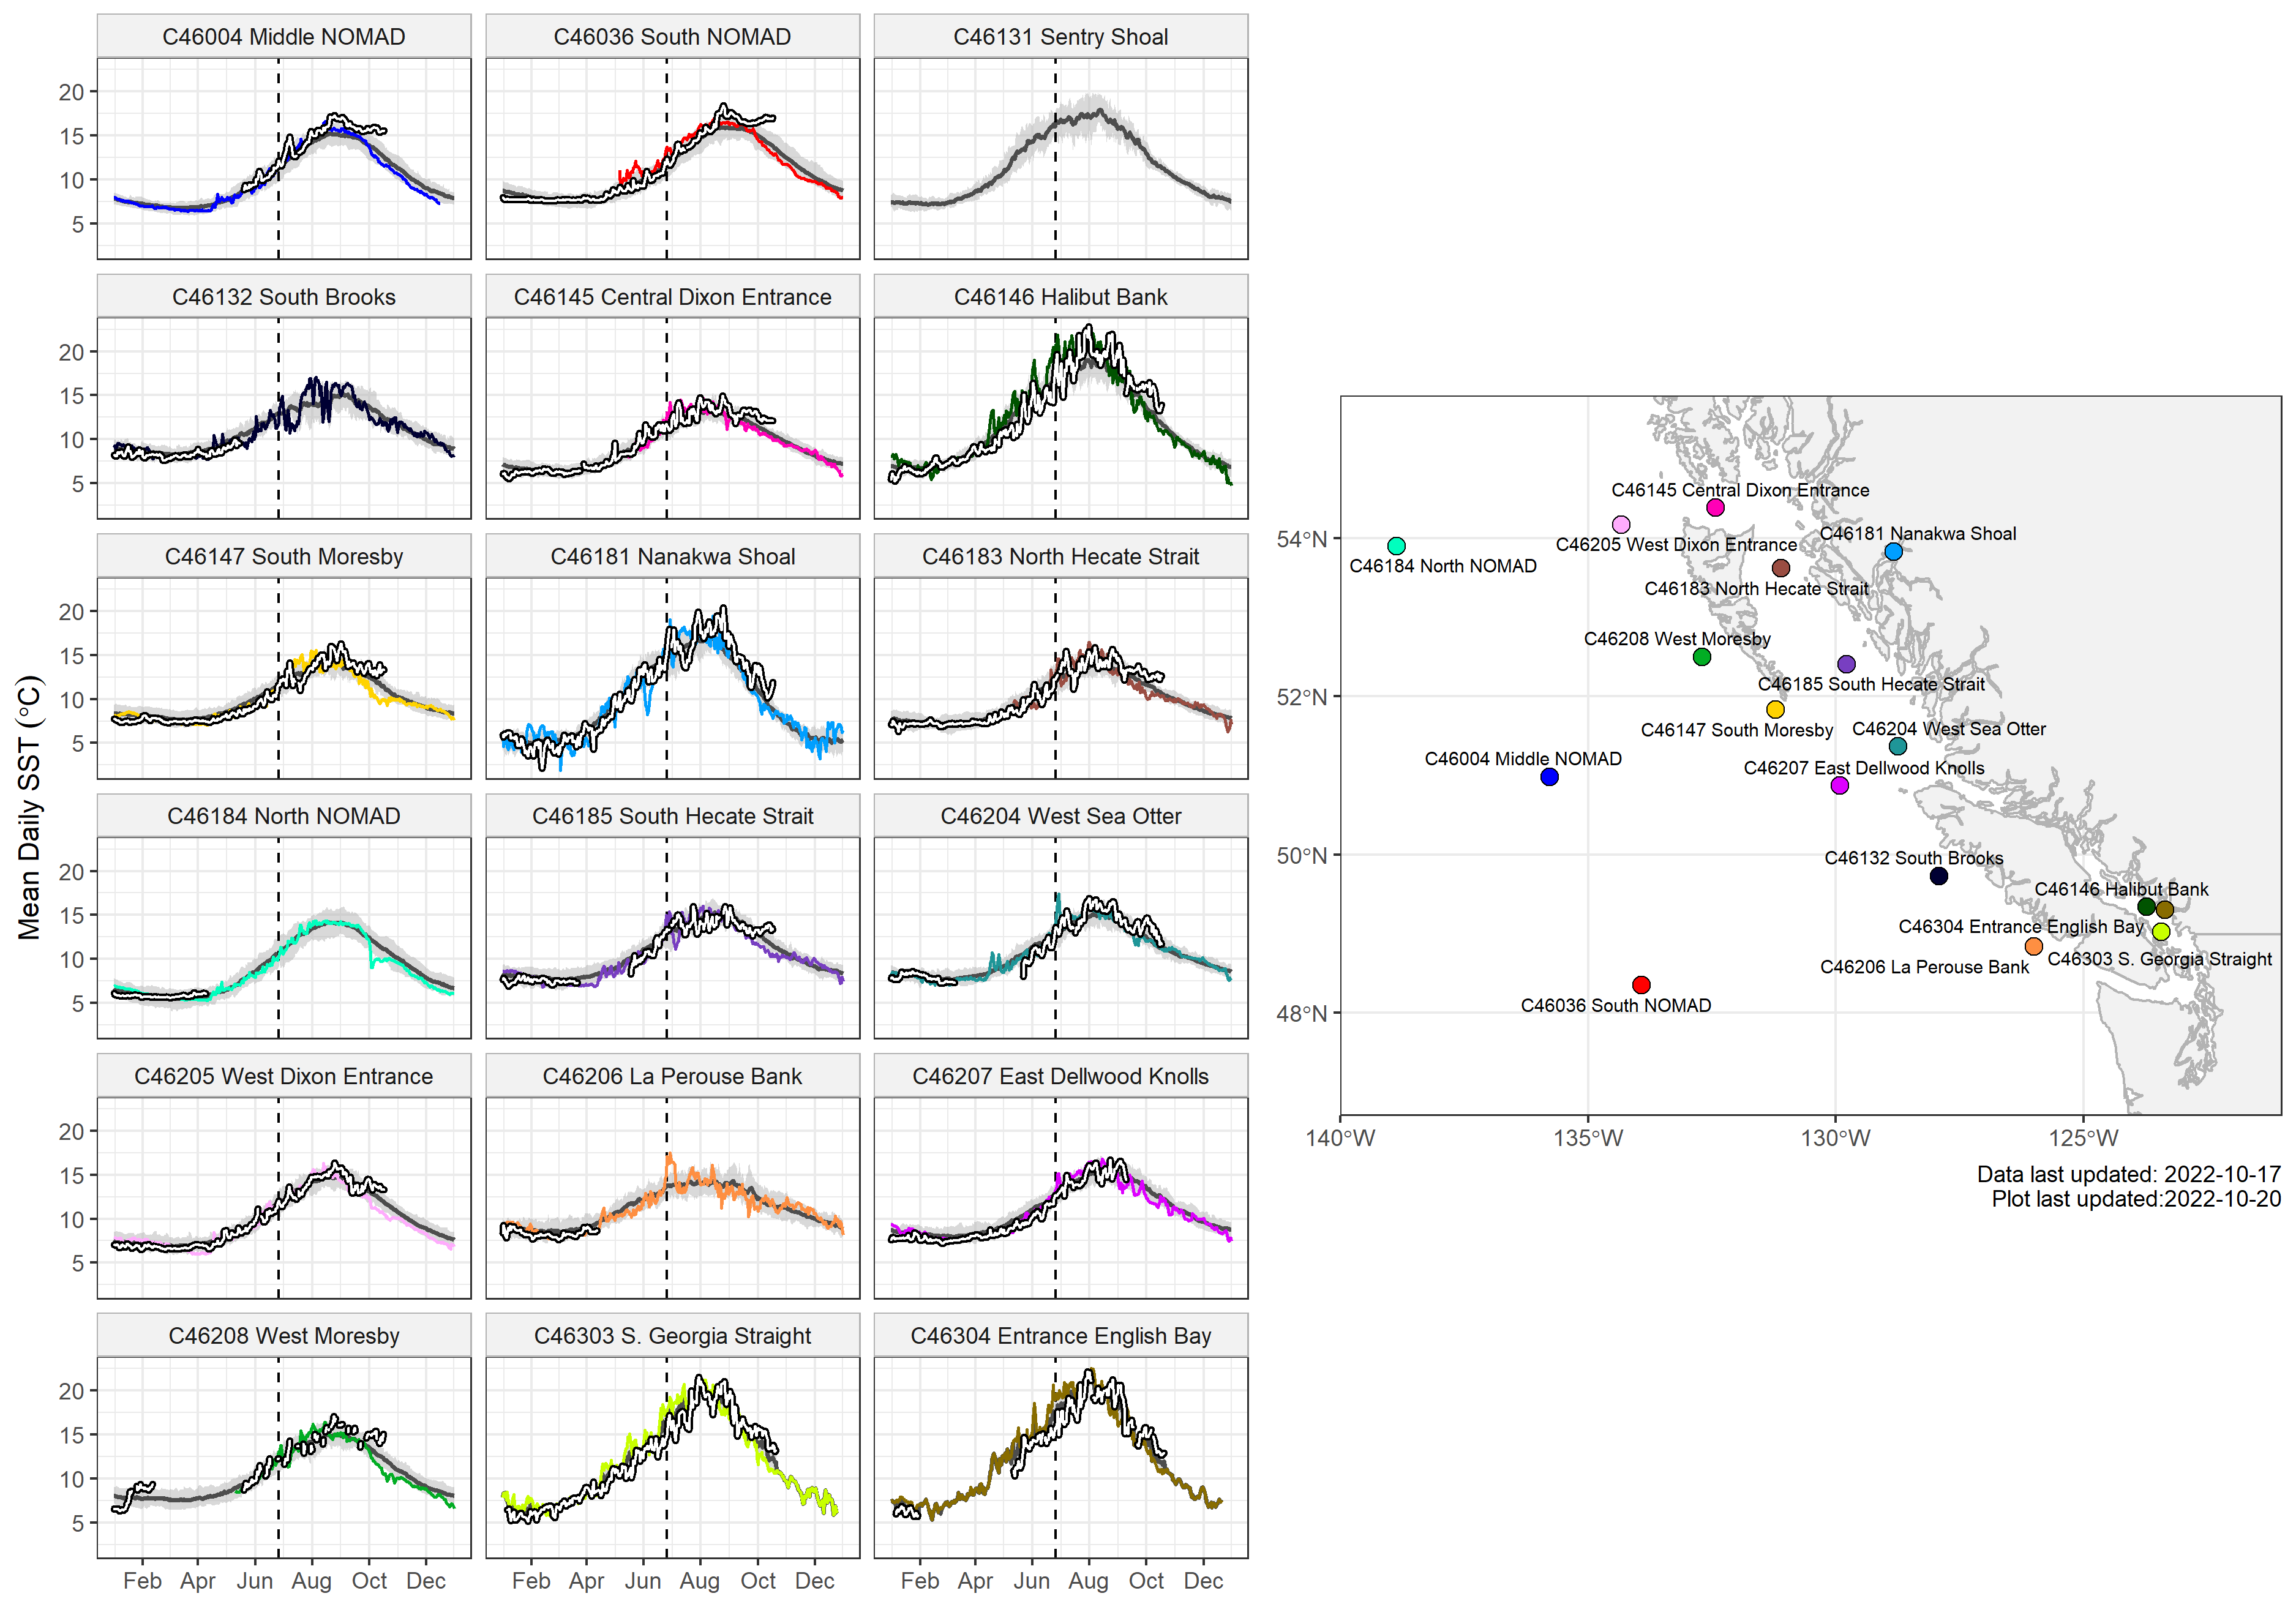 C46004 Middle NOMAD
C46036 South NOMAD
C46131 Sentry Shoal
20
15
10
5
C46132 South Brooks
C46145 Central Dixon Entrance
C46146 Halibut Bank
20
15
10
5
C46147 South Moresby
C46181 Nanakwa Shoal
C46183 North Hecate Strait
20
15
10
5
C46184 North NOMAD
C46185 South Hecate Strait
C46204 West Sea Otter
20
15
10
5
C46205 West Dixon Entrance
C46206 La Perouse Bank
C46207 East Dellwood Knolls
20
15
10
5
C46208 West Moresby
C46303 S. Georgia Straight
C46304 Entrance English Bay
20
15
10
5
Feb Apr Jun Aug Oct Dec
Feb Apr Jun Aug Oct Dec
Feb Apr Jun Aug Oct Dec
Mean Daily SST (°C)
C46145 Central Dixon Entrance
C46181 Nanakwa Shoal
C46205 West Dixon Entrance
C46184 North NOMAD
C46183 North Hecate Strait
C46208 West Moresby
C46185 South Hecate Strait
C46147 South Moresby
C46204 West Sea Otter
C46004 Middle NOMAD
C46207 East Dellwood Knolls
C46132 South Brooks
C46146 Halibut Bank
C46304 Entrance English Bay
C46303 S. Georgia Straight
C46206 La Perouse Bank
C46036 South NOMAD
54°N
52°N
50°N
48°N
140°W 135°W 130°W 125°W
Data last updated: 2022-10-17
Plot last updated:2022-10-20